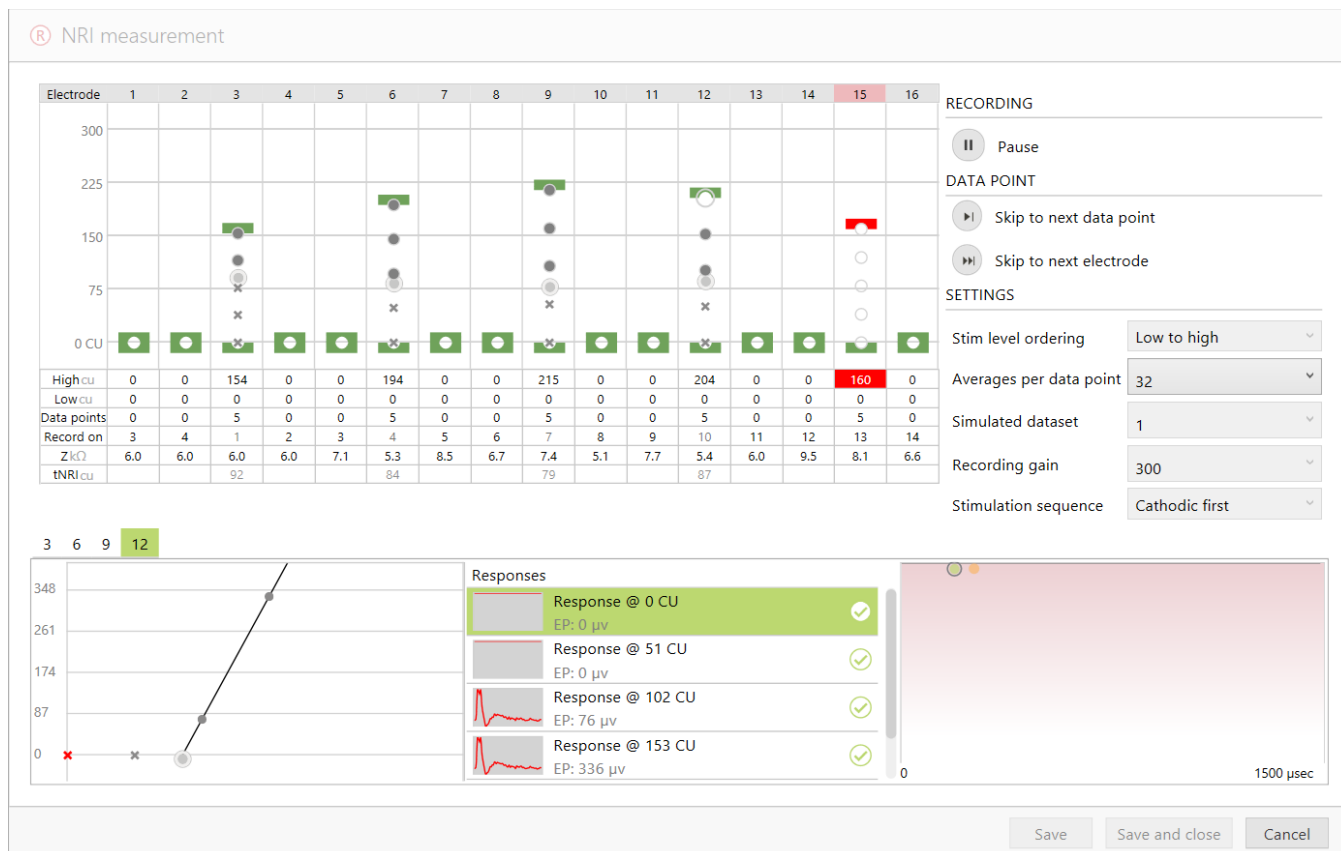 ® NRI measurement
Electrode 1 2 3 4 5 6 7 8 9 10 11 12 13 14 15 16
300
225
150
75
0 CU
High cu 0 0 154 0 0 194 0 0 215 0 0 204 0 0 160 0
Low cu 0 0 0 0 0 0 0 0 0 0 0 0 0 0 0 0
Data points 0 0 5 0 0 5 0 0 5 0 0 5 0 0 5 0
Record on 3 4 1 2 3 4 5 6 7 8 9 10 11 12 13 14
Z kΩ 6.0 6.0 6.0 6.0 7.1 5.3 8.5 6.7 7.4 5.1 7.7 5.4 6.0 9.5 8.1 6.6
tNRI cu 92 84 79 87
RECORDING
Pause
DATA POINT
Skip to next data point
Skip to next electrode
SETTINGS
Stim level ordering Low to high
Averages per data point 32
Simulated dataset 1
Recording gain 300
Stimulation sequence Cathodic first
3 6 9 12
348
261
174
87
0
Responses
Response @ 0 CU
EP: 0 µv
Response @ 51 CU
EP: 0 µv
Response @ 102 CU
EP: 76 µv
Response @ 153 CU
EP: 336 µv
0 1500 µsec
Save Save and close Cancel